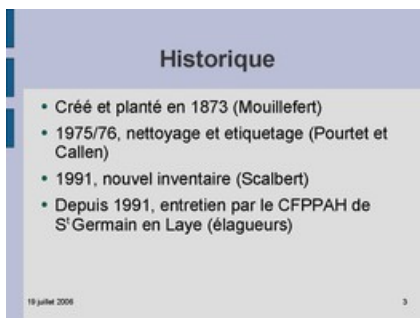 Historique
• Créé et planté en 1873 (Mouillefert)
• 1975/76, nettoyage et etiquetage (Pourtet et
Callen)
• 1991, nouvel inventaire (Scalbert)
• Depuis 1991, entretien par le CFPPAH de
Sᵗ Germain en Laye (élagueurs)
19 juillet 2006
3